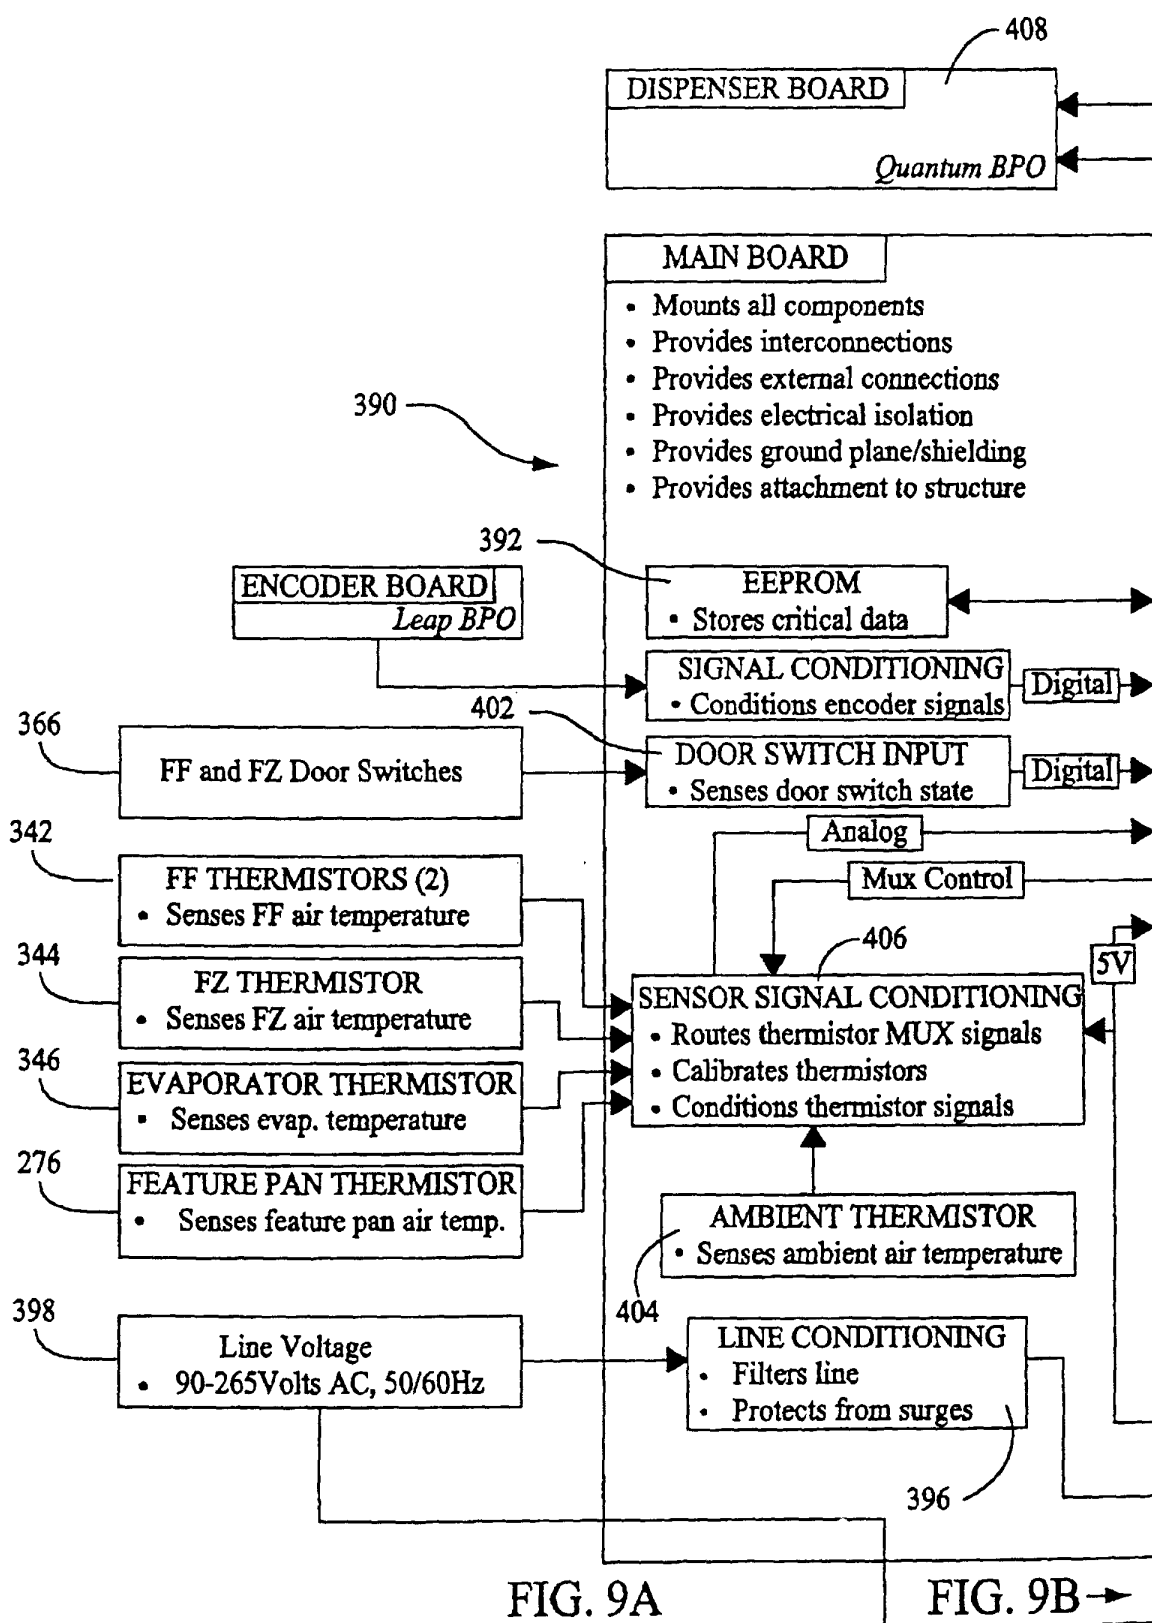 408
DISPENSER BOARD
Quantum BPO
MAIN BOARD
• Mounts all components
• Provides interconnections
• Provides external connections
• Provides electrical isolation
• Provides ground plane/shielding
• Provides attachment to structure
390
392
ENCODER BOARD
Leap BPO
EEPROM
• Stores critical data
SIGNAL CONDITIONING
• Conditions encoder signals
Digital
402
366
FF and FZ Door Switches
DOOR SWITCH INPUT
• Senses door switch state
Digital
Analog
Mux Control
342
FF THERMISTORS (2)
• Senses FF air temperature
406
5V
344
FZ THERMISTOR
• Senses FZ air temperature
SENSOR SIGNAL CONDITIONING
• Routes thermistor MUX signals
• Calibrates thermistors
• Conditions thermistor signals
346
EVAPORATOR THERMISTOR
▪ Senses evap. temperature
276
FEATURE PAN THERMISTOR
• Senses feature pan air temp.
AMBIENT THERMISTOR
• Senses ambient air temperature
404
398
Line Voltage
• 90-265Volts AC, 50/60Hz
LINE CONDITIONING
• Filters line
• Protects from surges
396
FIG. 9A
FIG. 9B